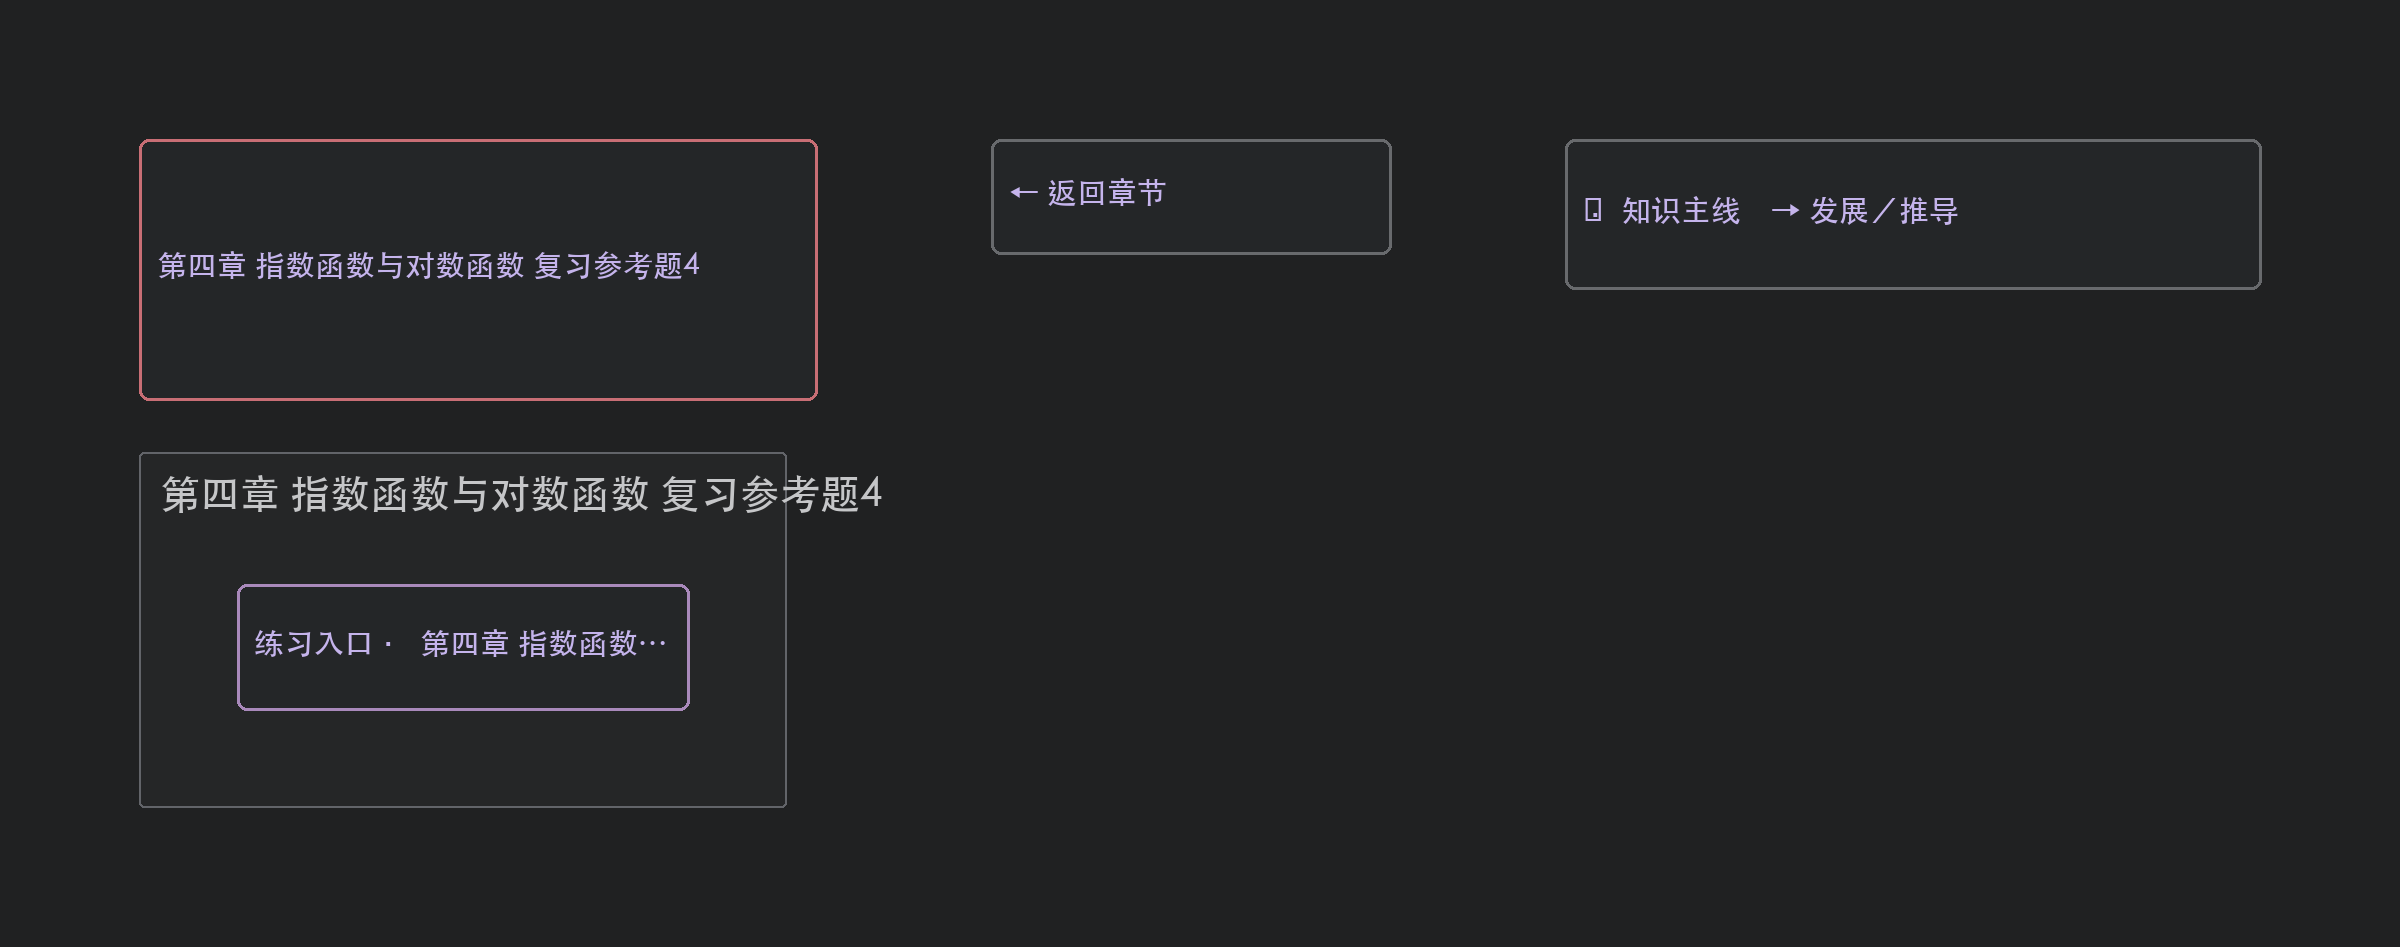 第四章 指数函数与对数函数 复习参考题4
← 返回章节
知识主线 → 发展／推导
第四章 指数函数与对数函数 复习参考题4
练习入口 · 第四章 指数函数…